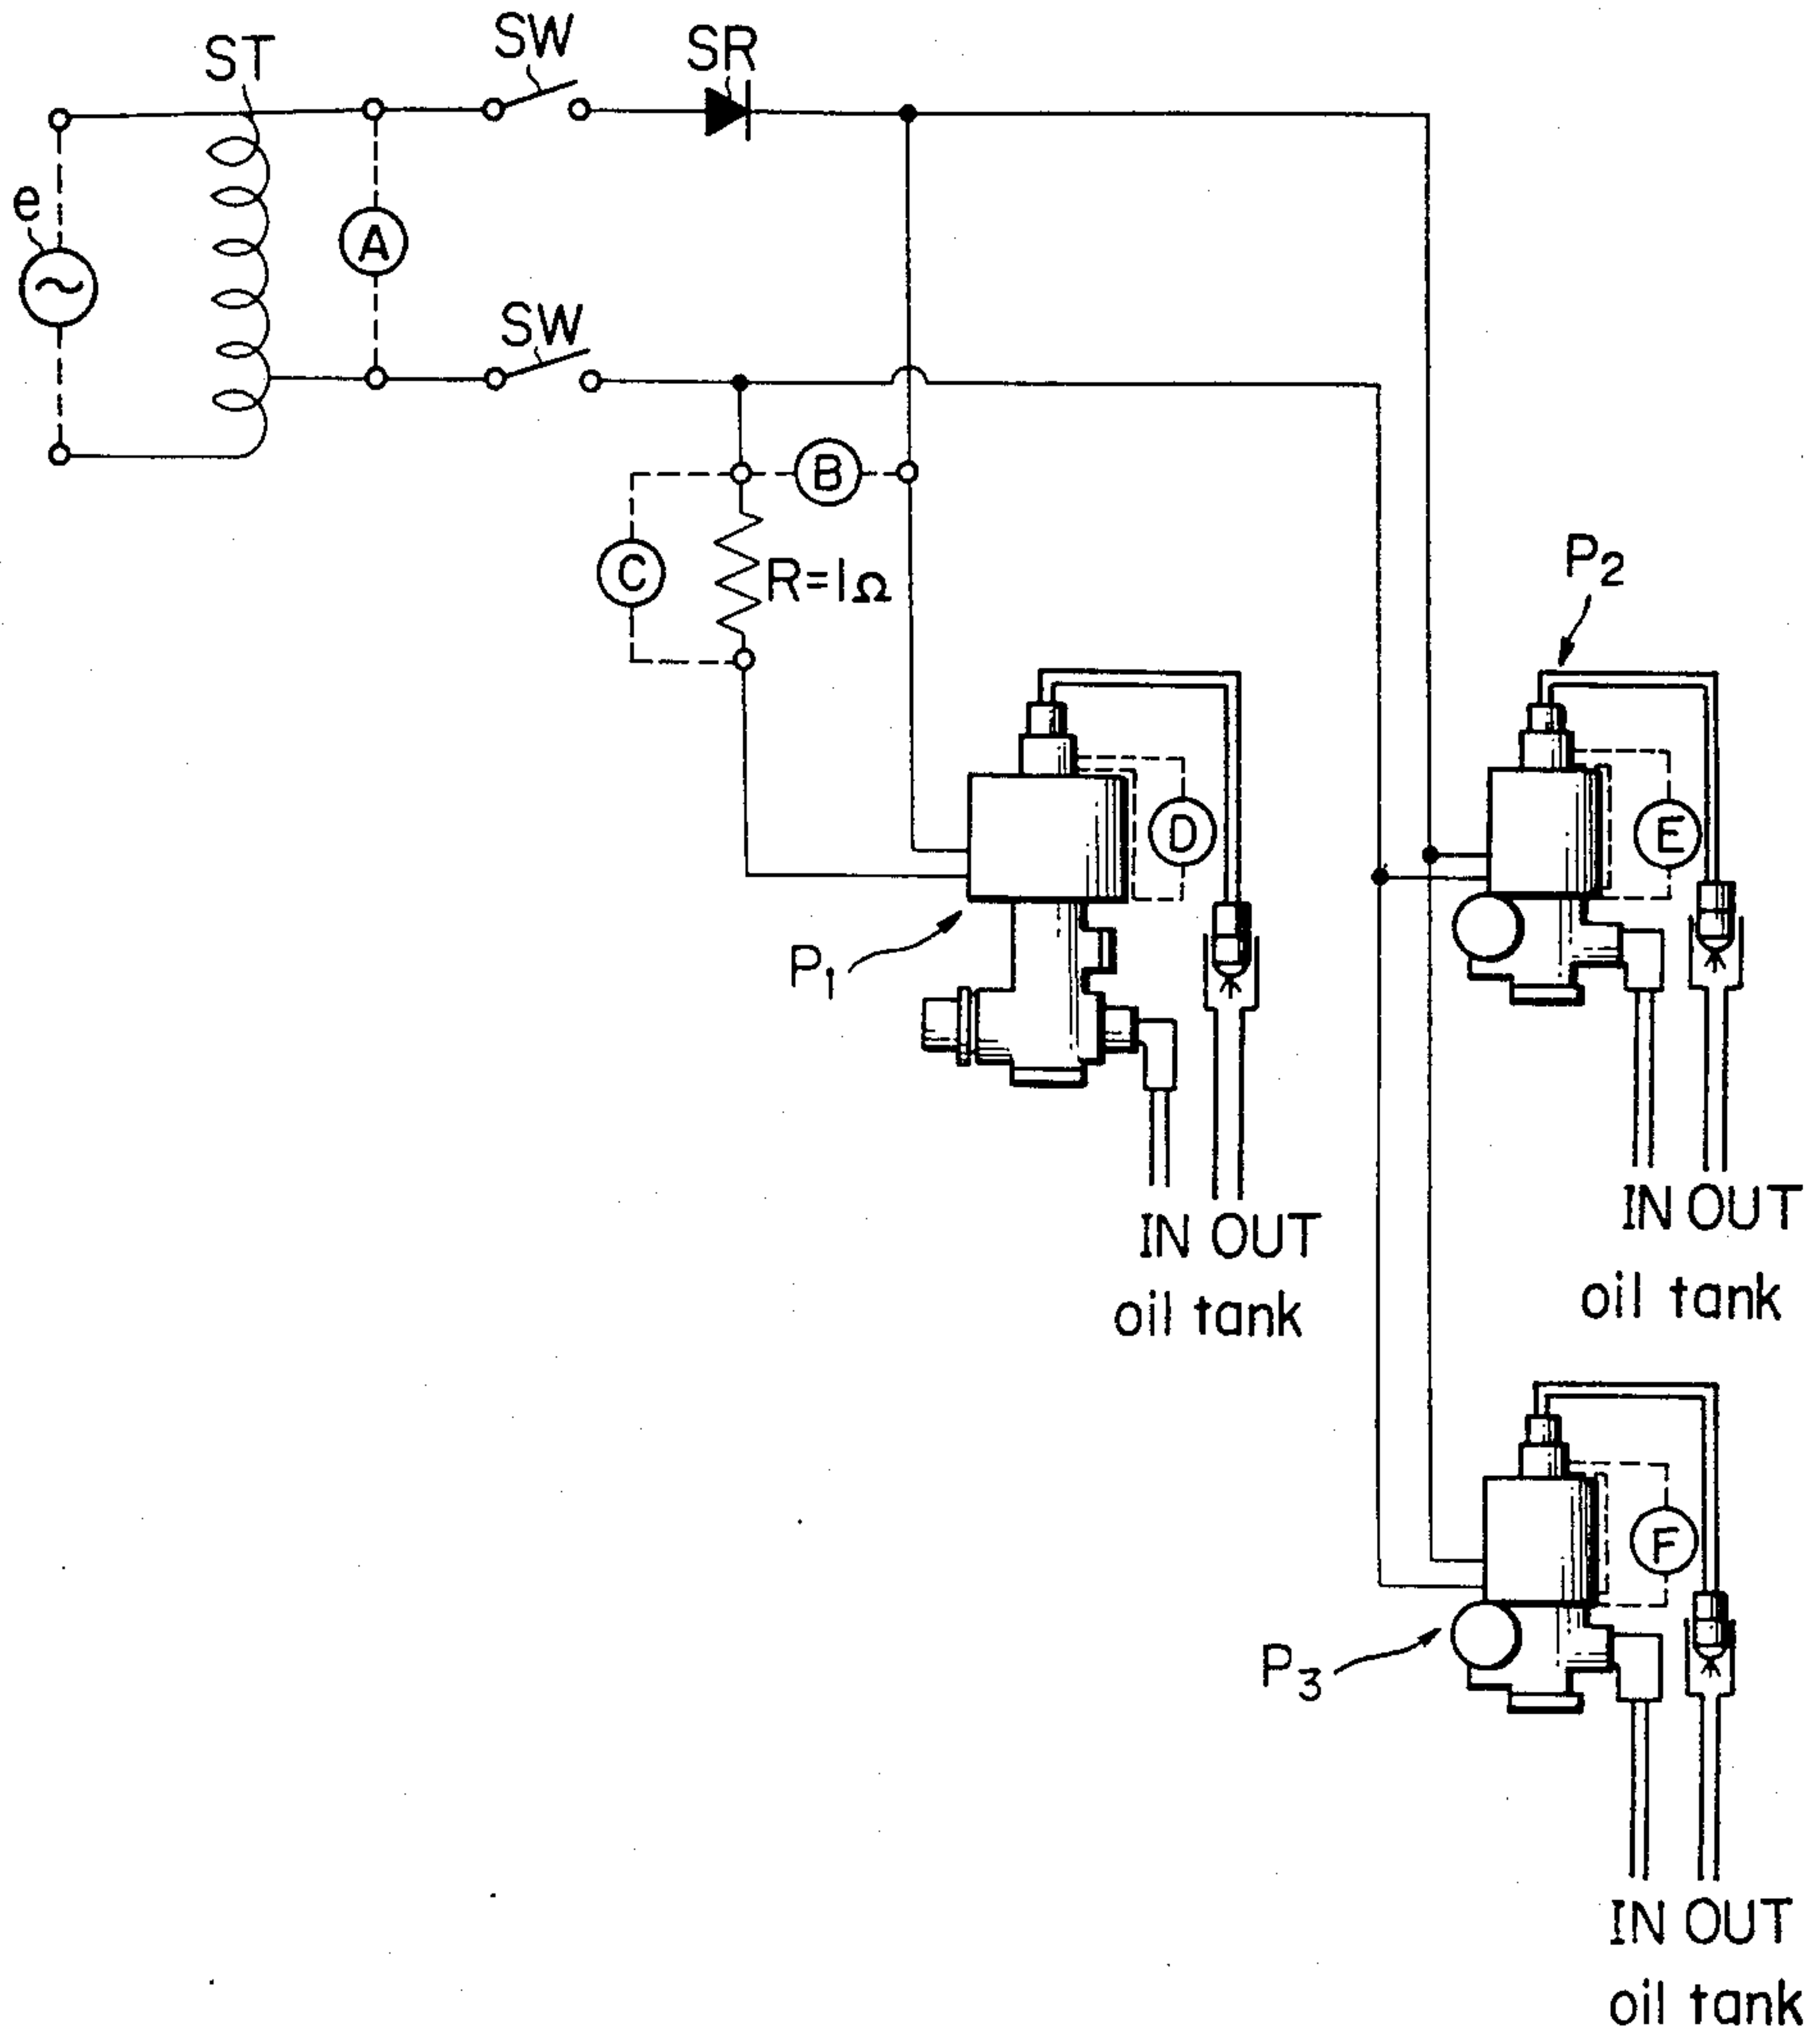 ST
SW
SR
e
A
SW
B
C
R=1Ω
P2
D
E
P1
IN OUT
oil tank
IN OUT
oil tank
F
P3
IN OUT
oil tank